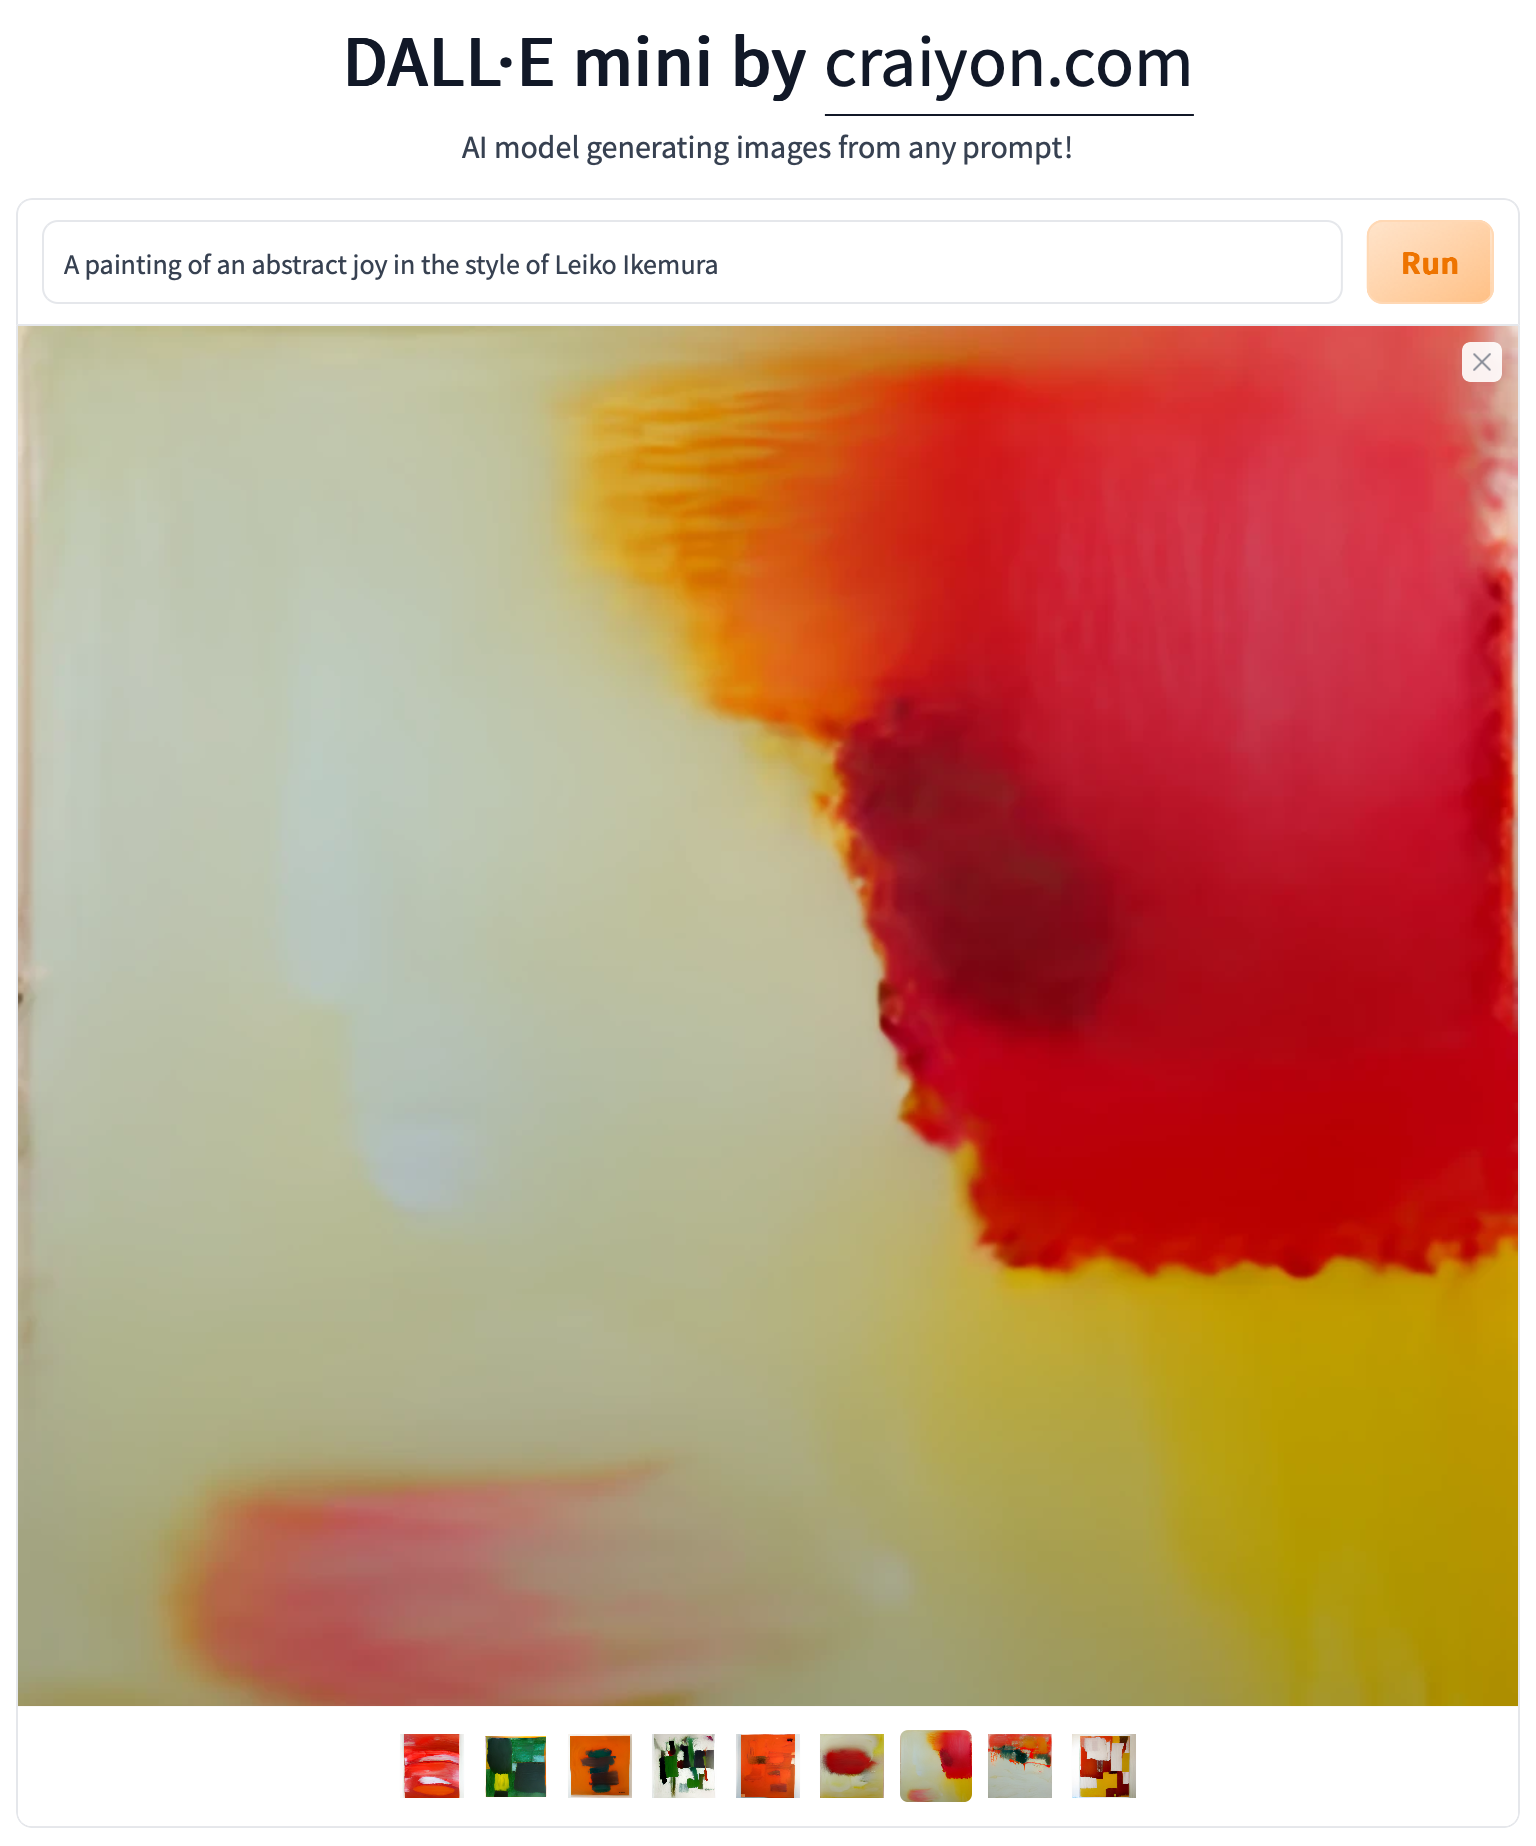 DALL·E mini by craiyon.com
AI model generating images from any prompt!
A painting of an abstract joy in the style of Leiko Ikemura
Run